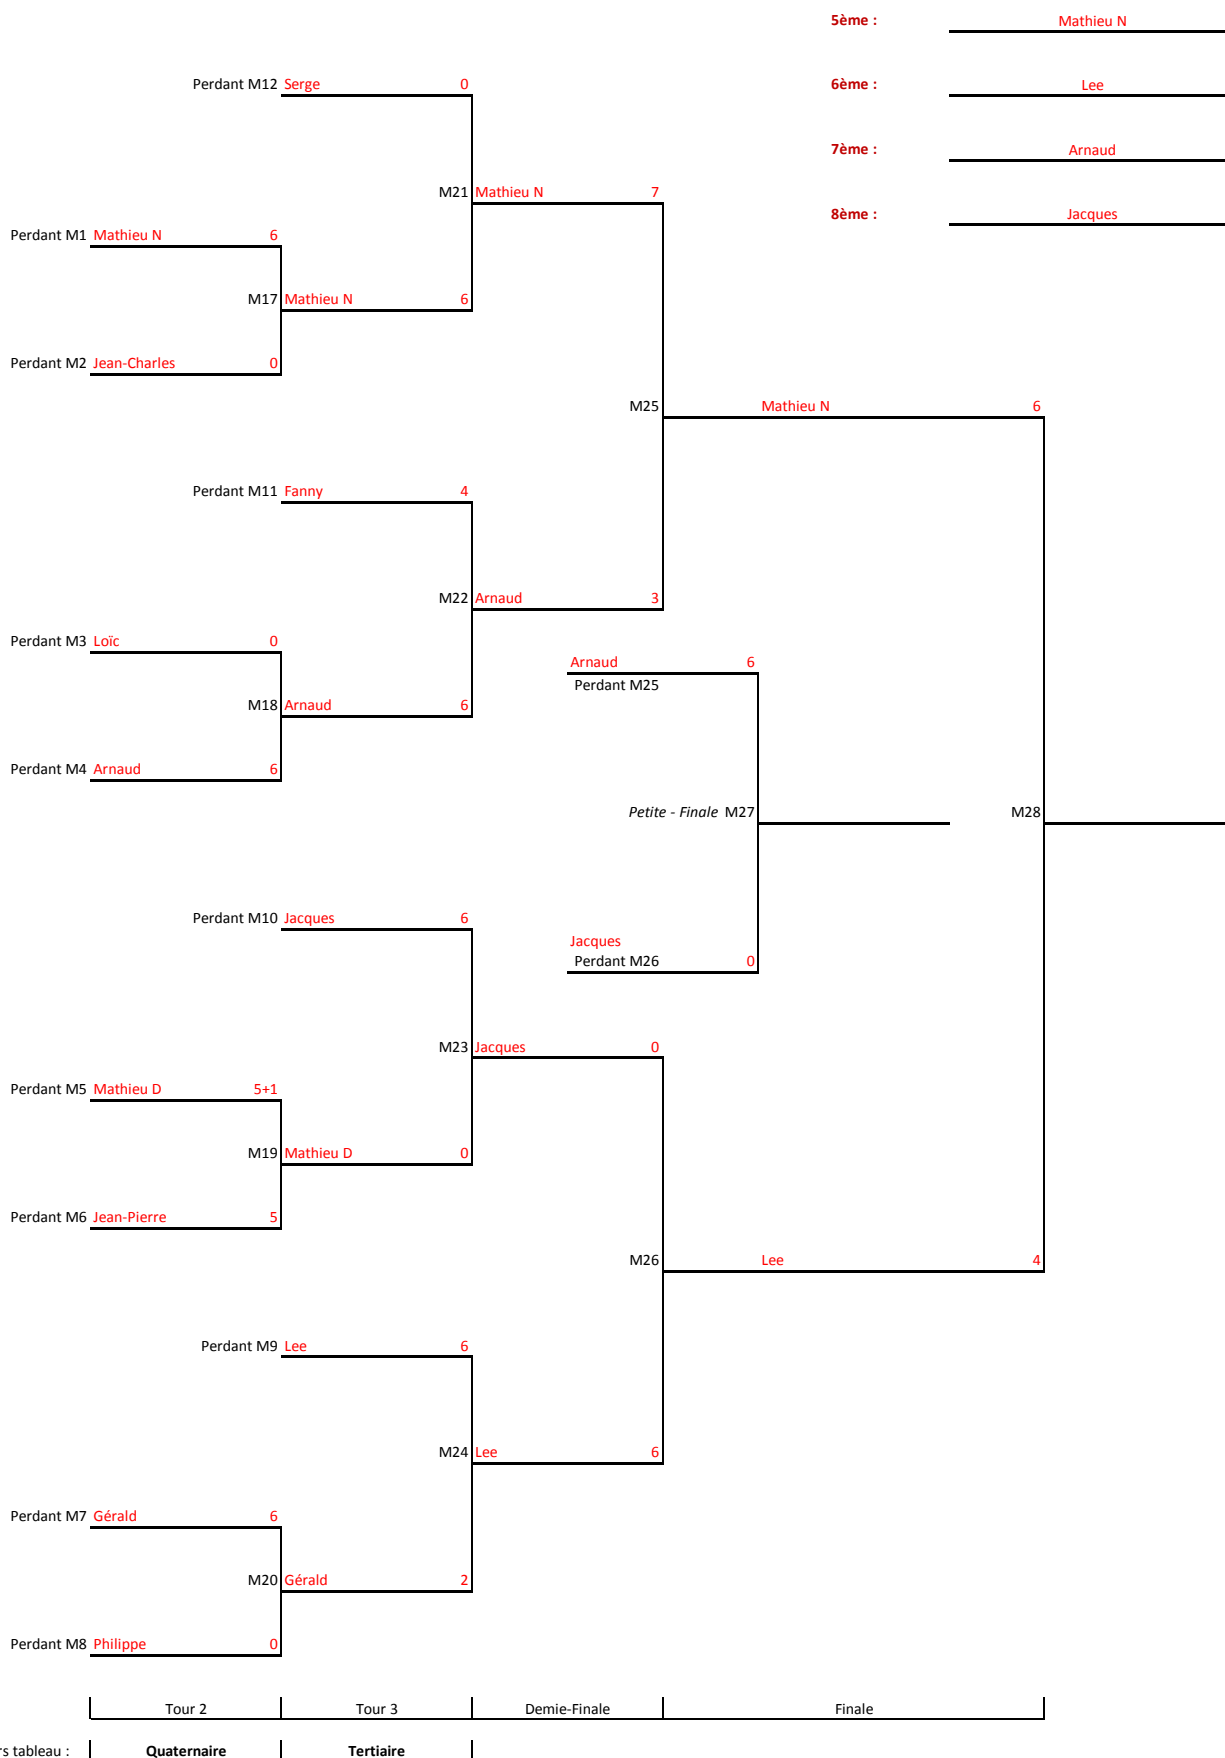 5ème : Mathieu N
Perdant M12 Serge 0
6ème : Lee
7ème : Arnaud
M21 Mathieu N 7
8ème : Jacques
Perdant M1 Mathieu N 6
M17 Mathieu N 6
Perdant M2 Jean-Charles 0
M25 Mathieu N 6
Perdant M11 Fanny 4
M22 Arnaud 3
Perdant M3 Loïc 0
Arnaud 6
Perdant M25
M18 Arnaud 6
Perdant M4 Arnaud 6
Petite - Finale M27
M28
Perdant M10 Jacques 6
Jacques
Perdant M26 0
M23 Jacques 0
Perdant M5 Mathieu D 5+1
M19 Mathieu D 0
Perdant M6 Jean-Pierre 5
M26 Lee 4
Perdant M9 Lee 6
M24 Lee 6
Perdant M7 Gérald 6
M20 Gérald 2
Perdant M8 Philippe 0
Tour 2 Tour 3 Demie-Finale Finale
rs tableau : Quaternaire Tertiaire